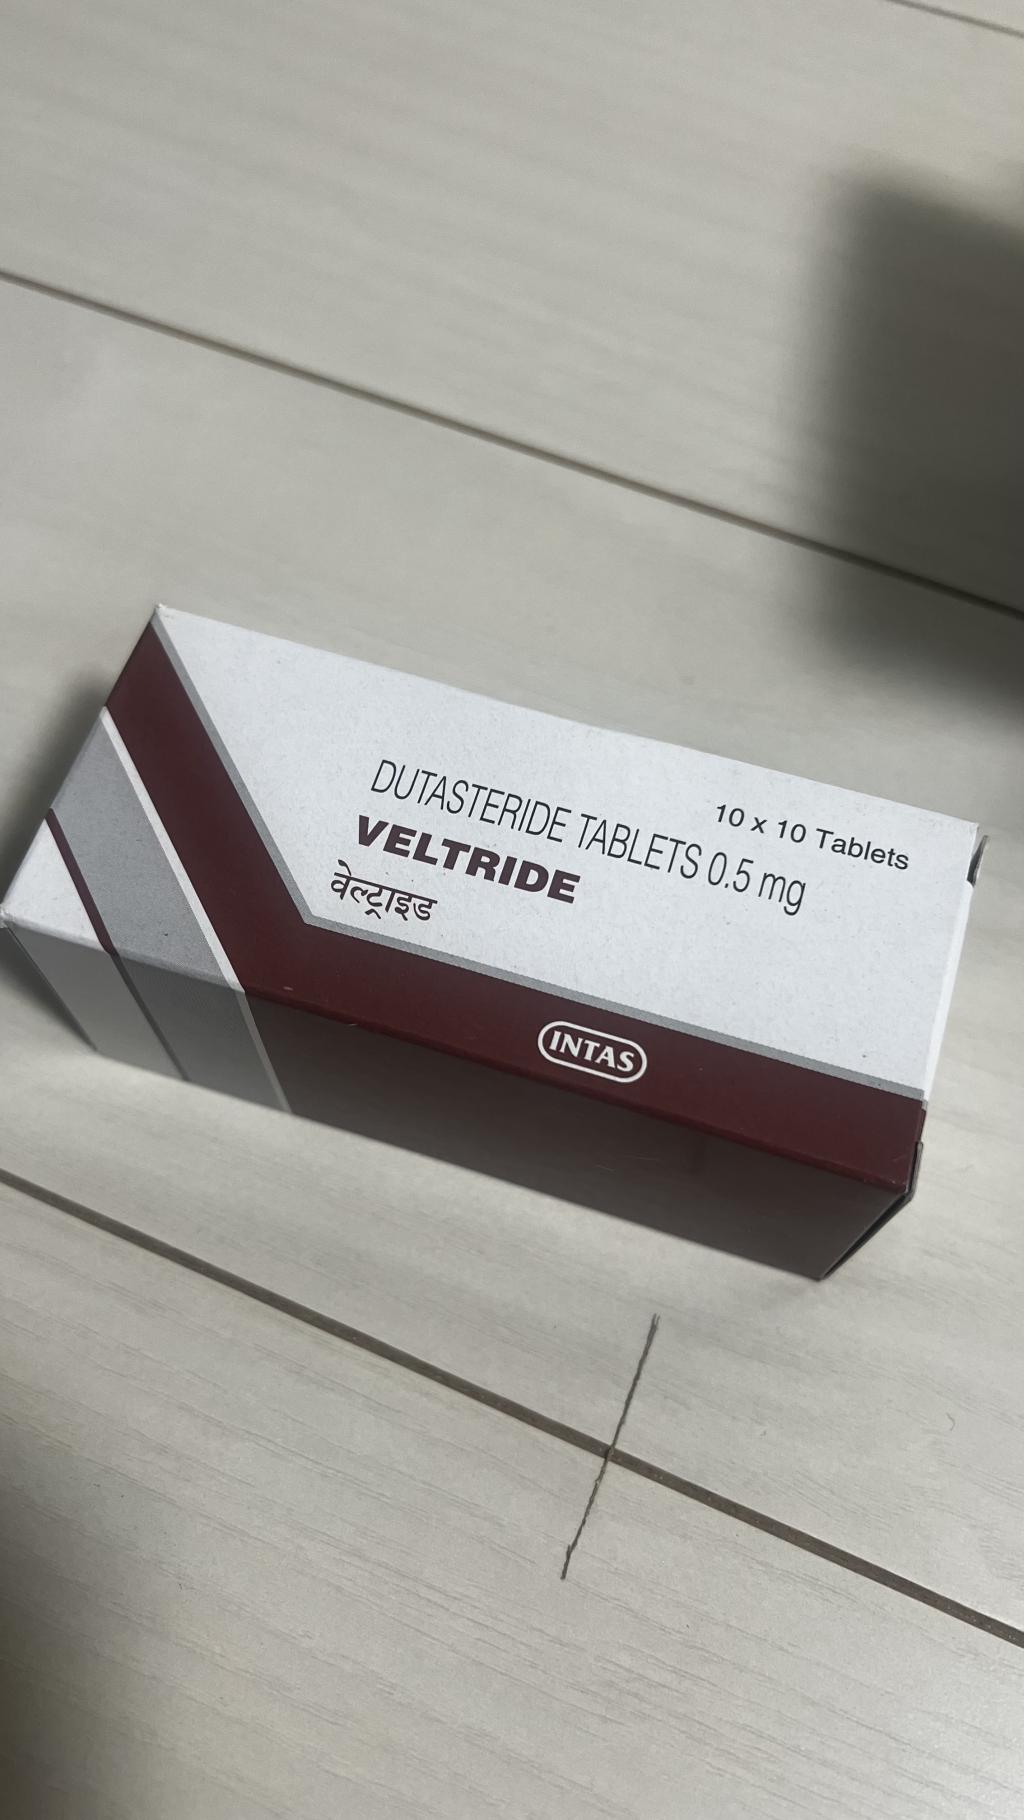 10 x 10 Tablets
DUTASTERIDE TABLETS 0.5 mg
VELTRIDE
वेल्ट्राइड
INTAS